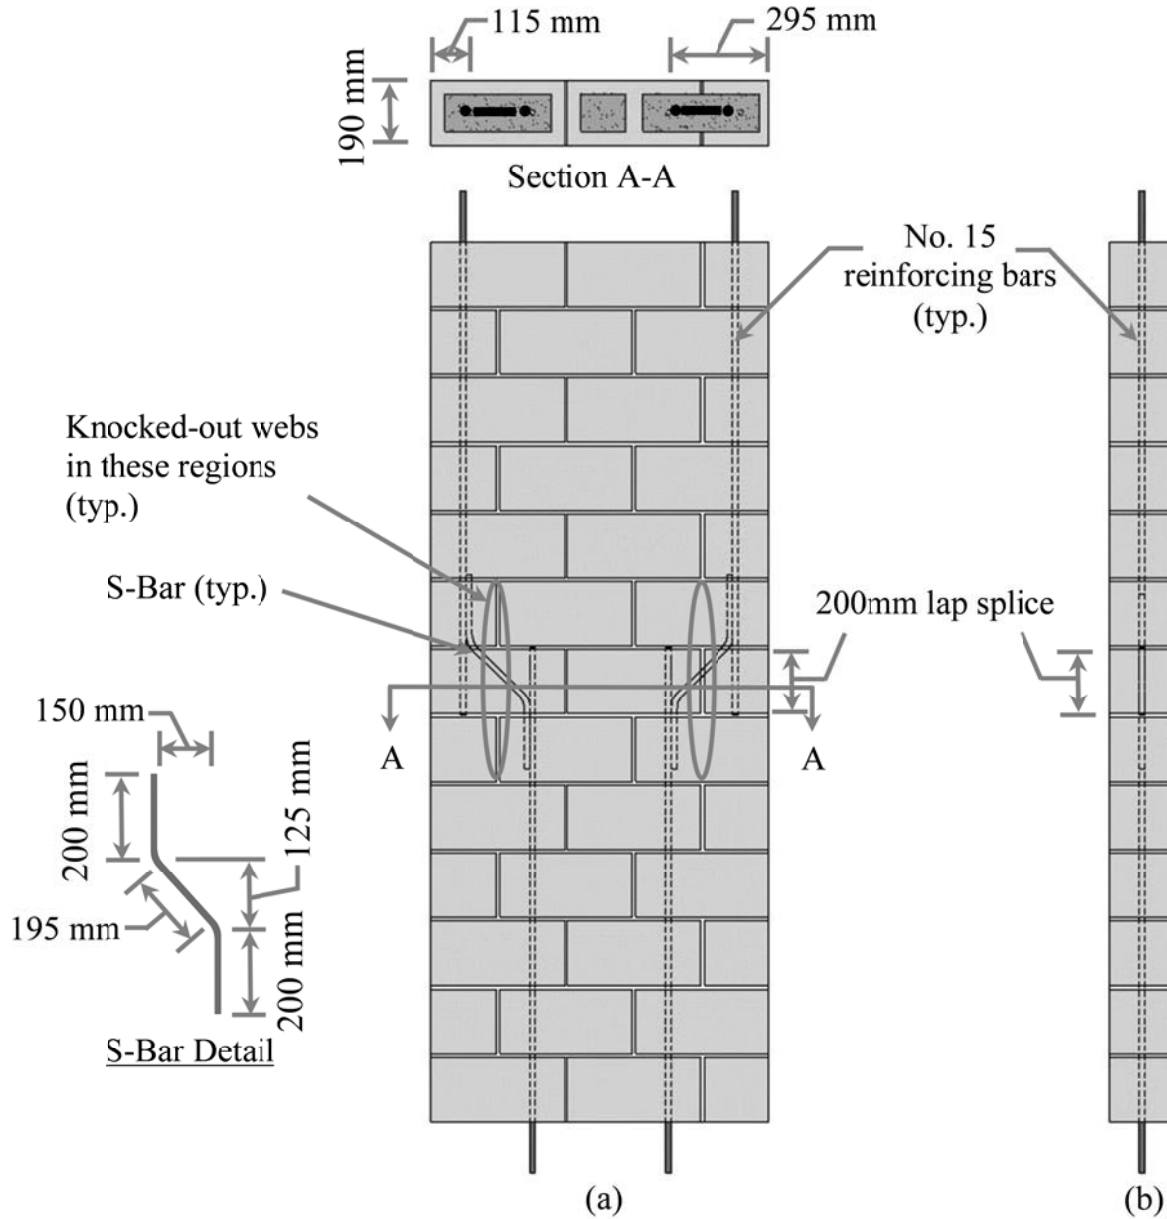 115 mm
295 mm
190 mm
Section A-A
No. 15
reinforcing bars
(typ.)
Knocked-out webs
in these regions
(typ.)
S-Bar (typ.)
200mm lap splice
A
A
150 mm
200 mm
125 mm
195 mm
200 mm
S-Bar Detail
(a)
(b)